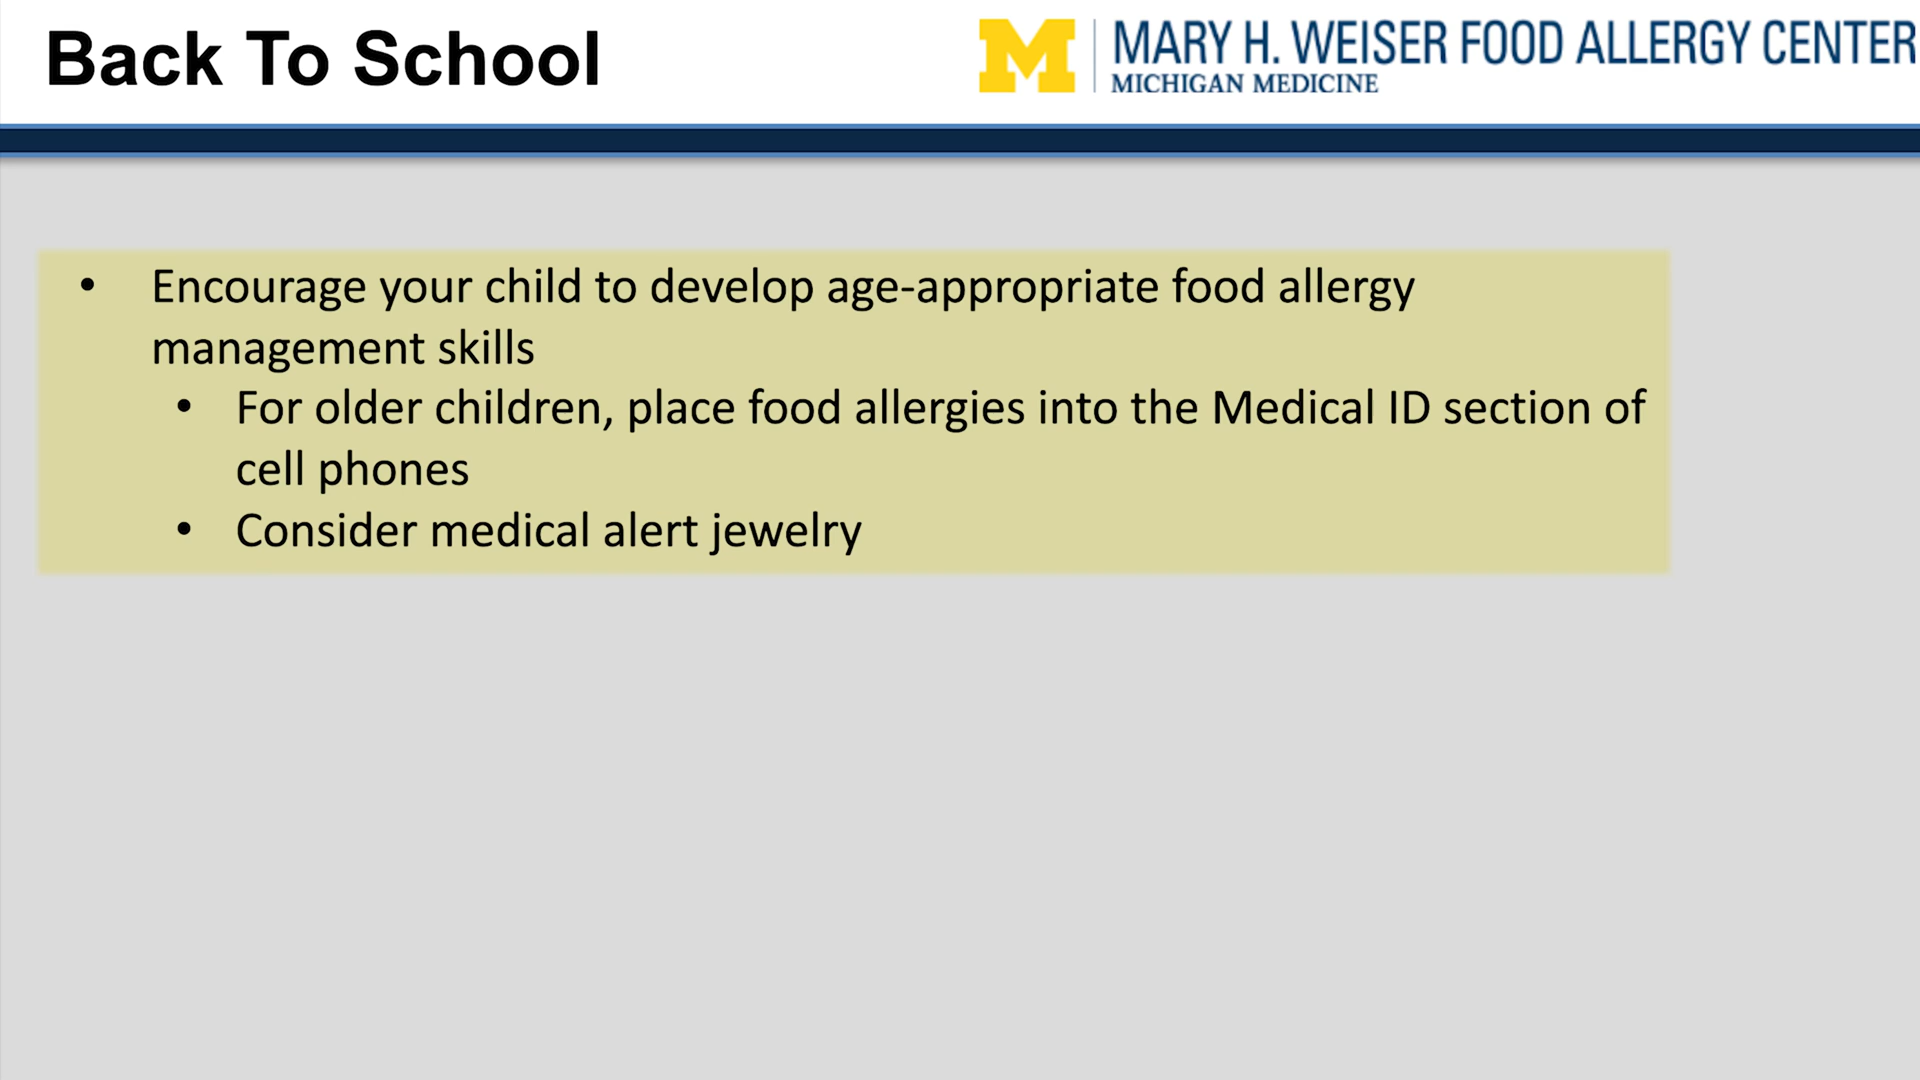 Back To School
M
MARY H. WEISER FOOD ALLERGY CENTER
MICHIGAN MEDICINE
• Encourage your child to develop age-appropriate food allergy
management skills
• For older children, place food allergies into the Medical ID section of
cell phones
• Consider medical alert jewelry